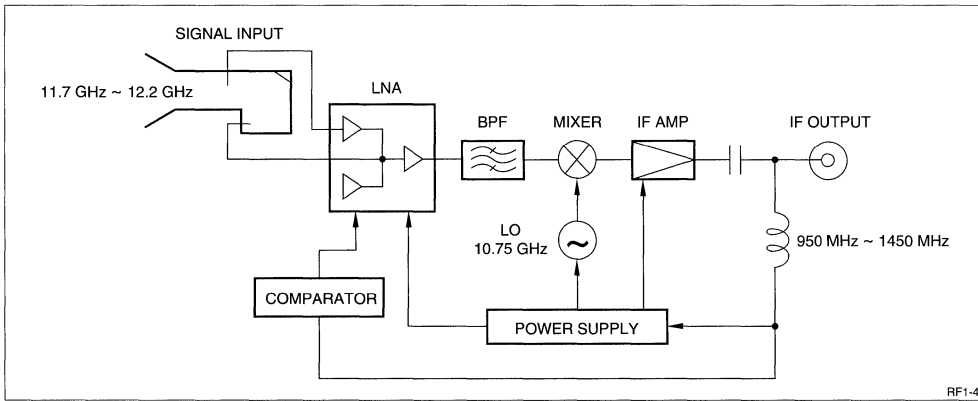 SIGNAL INPUT
11.7 GHz ~ 12.2 GHz
LNA
BPF
MIXER
IF AMP
IF OUTPUT
LO
10.75 GHz
950 MHz ~ 1450 MHz
COMPARATOR
POWER SUPPLY
RF1-4